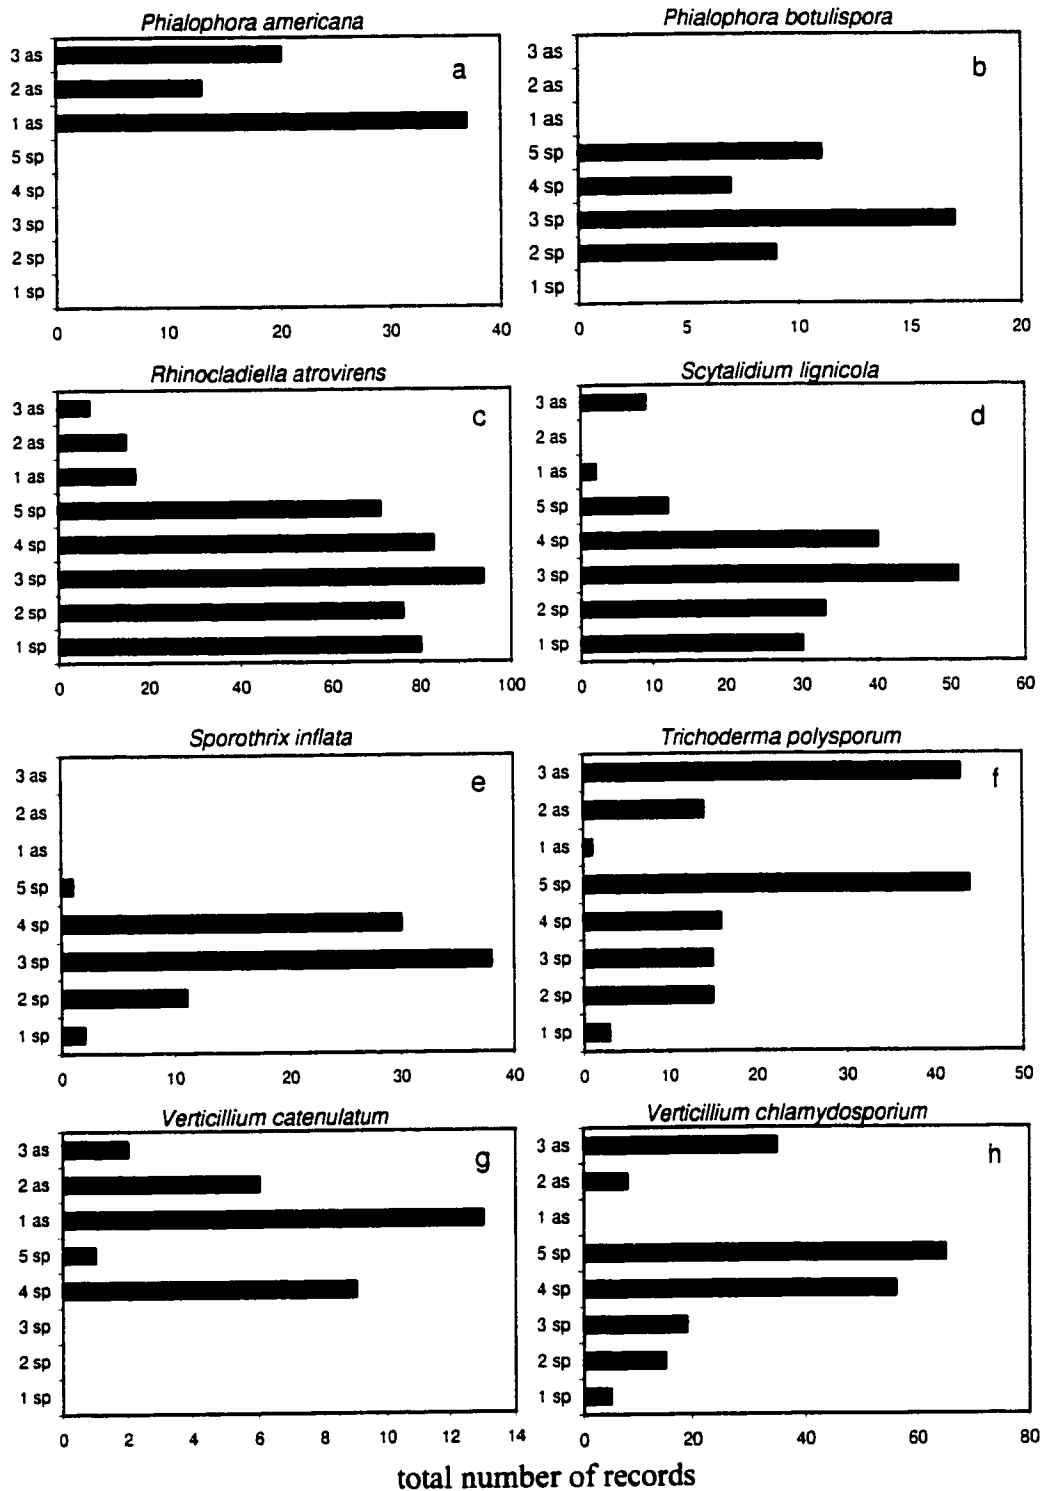 Phialophora americana
a
3 as
2 as
1 as
5 sp
4 sp
3 sp
2 sp
1 sp
0 10 20 30 40
Phialophora botulispora
b
3 as
2 as
1 as
5 sp
4 sp
3 sp
2 sp
1 sp
0 5 10 15 20
Rhinocladiella atrovirens
c
3 as
2 as
1 as
5 sp
4 sp
3 sp
2 sp
1 sp
0 20 40 60 80 100
Scytalidium lignicola
d
3 as
2 as
1 as
5 sp
4 sp
3 sp
2 sp
1 sp
0 10 20 30 40 50 60
Sporothrix inflata
e
3 as
2 as
1 as
5 sp
4 sp
3 sp
2 sp
1 sp
0 10 20 30 40
Trichoderma polysporum
f
3 as
2 as
1 as
5 sp
4 sp
3 sp
2 sp
1 sp
0 10 20 30 40 50
Verticillium catenulatum
g
3 as
2 as
1 as
5 sp
4 sp
3 sp
2 sp
1 sp
0 2 4 6 8 10 12 14
Verticillium chlamydosporium
h
3 as
2 as
1 as
5 sp
4 sp
3 sp
2 sp
1 sp
0 20 40 60 80
total number of records